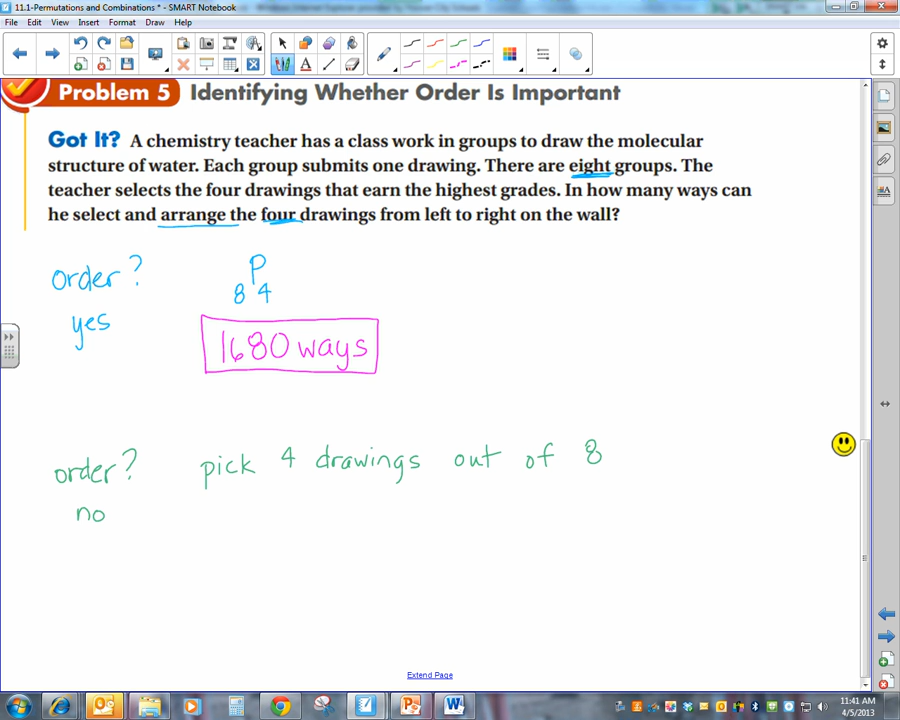 11.1-Permutations and Combinations * - SMART Notebook
File Edit View Insert Format Draw Tools Help
Problem 5 Identifying Whether Order Is Important
Got It? A chemistry teacher has a class work in groups to draw the molecular
structure of water. Each group submits one drawing. There are eight groups. The
teacher selects the four drawings that earn the highest grades. In how many ways can
he select and arrange the four drawings from left to right on the wall?
order? P
8 4
yes
1680 ways
order? pick 4 drawings out of 8
no
Extend Page
11:41 AM
4/5/2013